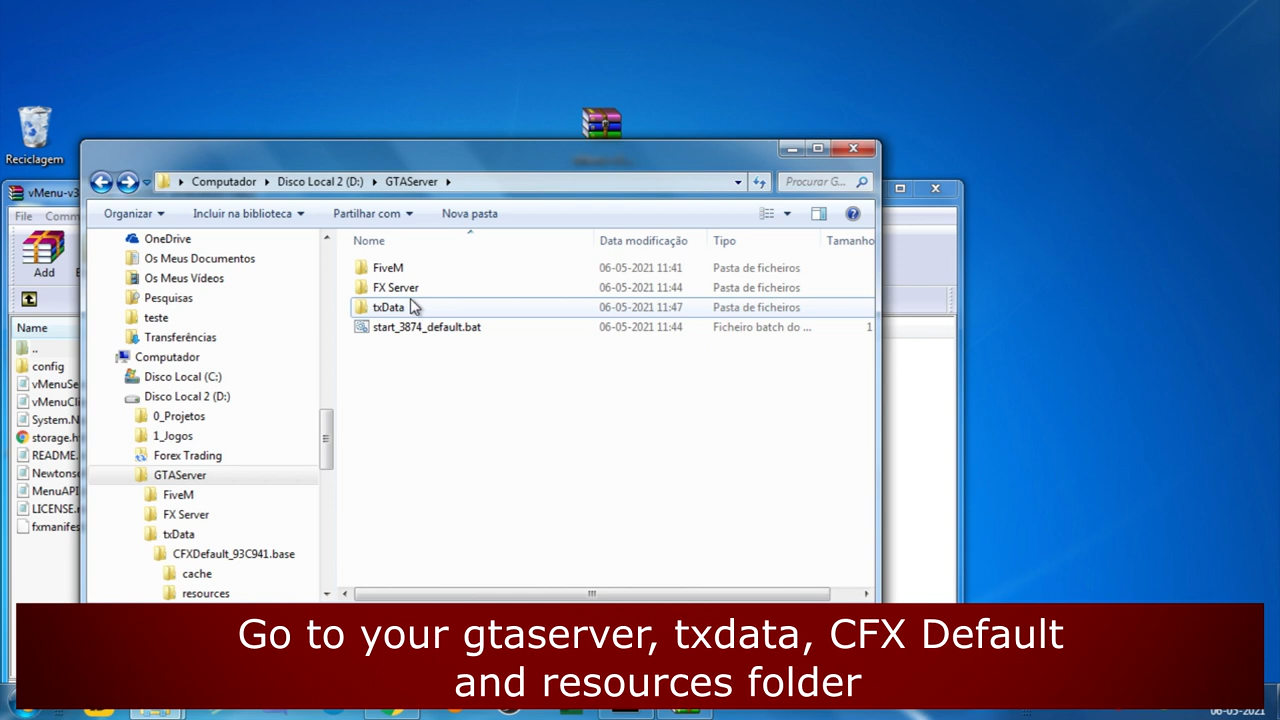 Reciclagem
vMenu-v3
File Comm
Add
Name
..
config
vMenuSe
vMenuCli
System.N
storage.h
README.
Newtons
MenuAPI
LICENSE.
fxmanifes
Computador Disco Local 2 (D:) GTAServer
Procurar G...
Organizar Incluir na biblioteca Partilhar com Nova pasta
OneDrive
Os Meus Documentos
Os Meus Vídeos
Pesquisas
teste
Transferências
Computador
Disco Local (C:)
Disco Local 2 (D:)
0_Projetos
1_Jogos
Forex Trading
GTAServer
FiveM
FX Server
txData
CFXDefault_93C941.base
cache
resources
Nome Data modificação Tipo Tamanho
FiveM 06-05-2021 11:41 Pasta de ficheiros
FX Server 06-05-2021 11:44 Pasta de ficheiros
txData 06-05-2021 11:47 Pasta de ficheiros
start_3874_default.bat 06-05-2021 11:44 Ficheiro batch do ... 1
Go to your gtaserver, txdata, CFX Default
and resources folder
06-05-2021